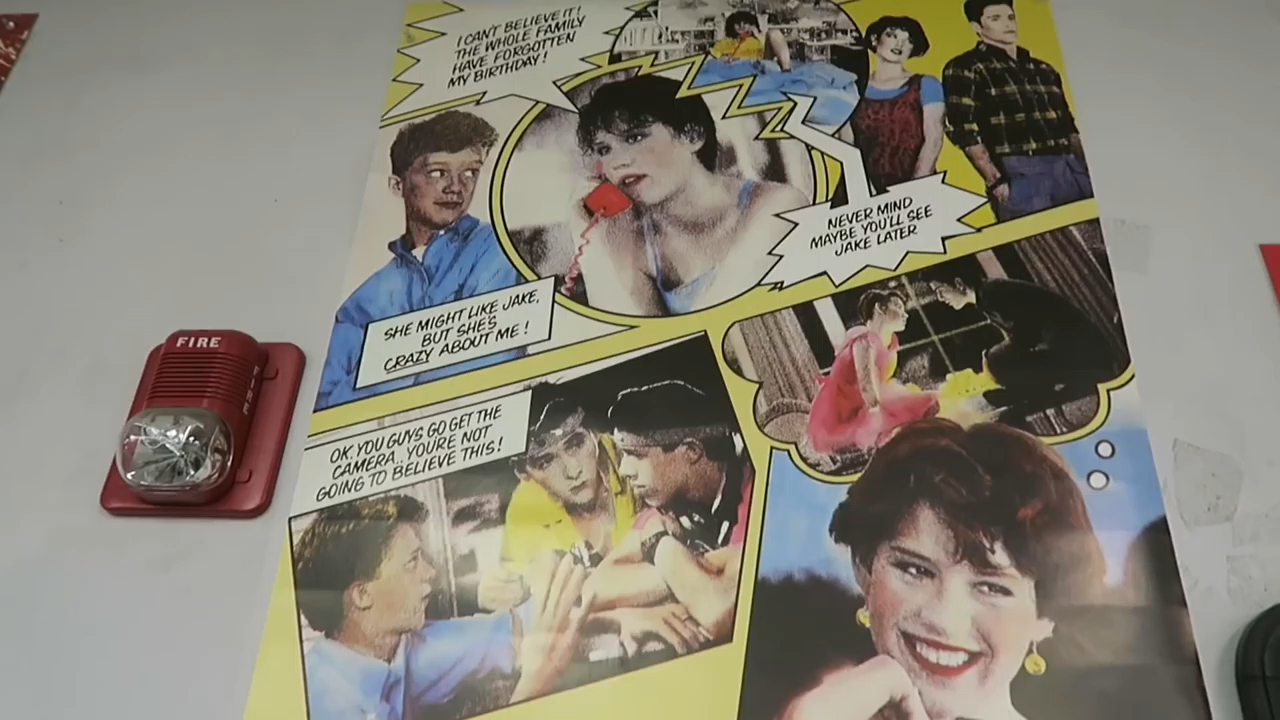 I CAN'T BELIEVE IT!
THE WHOLE FAMILY
HAVE FORGOTTEN
MY BIRTHDAY!
NEVER MIND
MAYBE YOU'LL SEE
JAKE LATER
SHE MIGHT LIKE JAKE,
BUT SHE'S
CRAZY ABOUT ME!
FIRE
FIRE
OK. YOU GUYS GO GET THE
CAMERA.. YOU'RE NOT
GOING TO BELIEVE THIS!